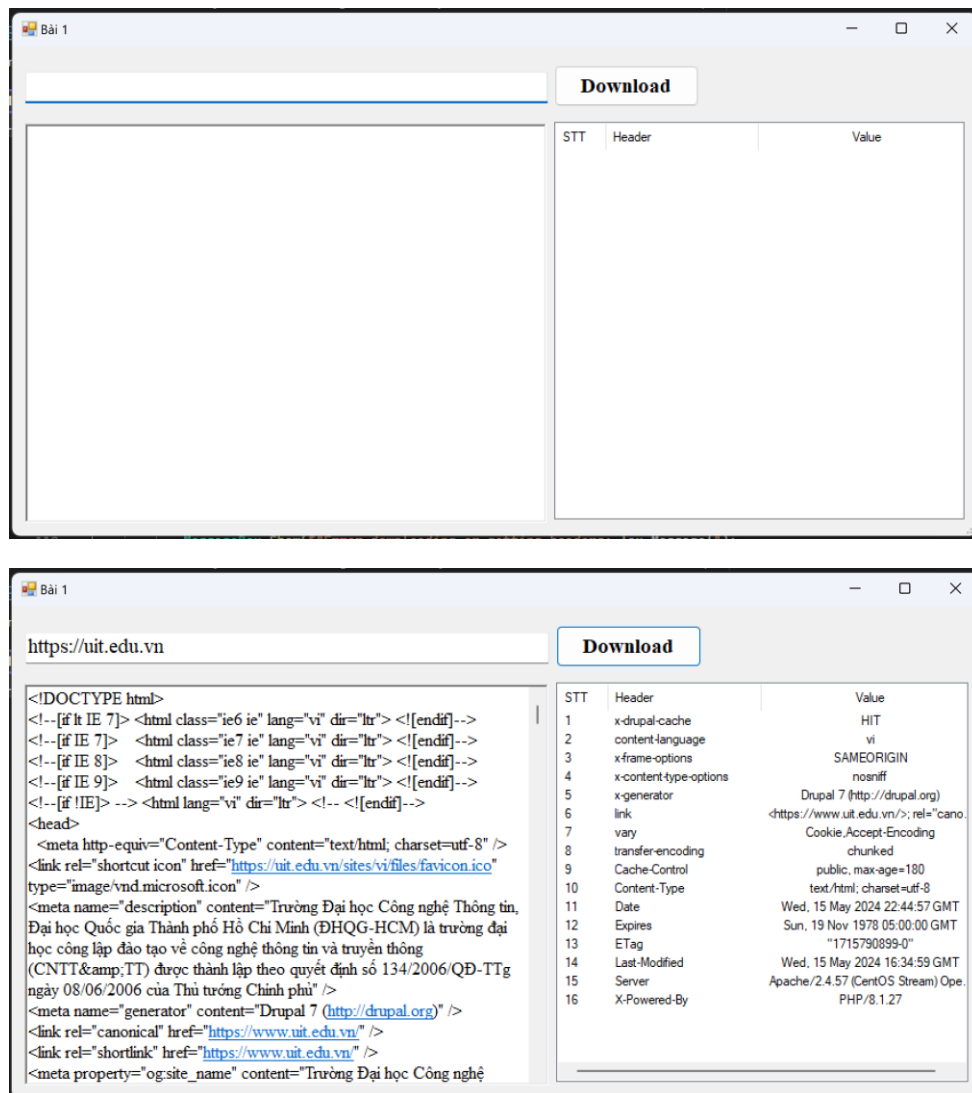 Bài 1
Download
STT Header Value
Bài 1
https://uit.edu.vn Download
<!DOCTYPE html>
<!--[if lt IE 7]> <html class="ie6 ie" lang="vi" dir="ltr"> <![endif]-->
<!--[if IE 7]> <html class="ie7 ie" lang="vi" dir="ltr"> <![endif]-->
<!--[if IE 8]> <html class="ie8 ie" lang="vi" dir="ltr"> <![endif]-->
<!--[if IE 9]> <html class="ie9 ie" lang="vi" dir="ltr"> <![endif]-->
<!--[if !IE]> --> <html lang="vi" dir="ltr"> <!-- <![endif]-->
<head>
<meta http-equiv="Content-Type" content="text/html; charset=utf-8" />
<link rel="shortcut icon" href="https://uit.edu.vn/sites/vi/files/favicon.ico"
type="image/vnd.microsoft.icon" />
<meta name="description" content="Trường Đại học Công nghệ Thông tin,
Đại học Quốc gia Thành phố Hồ Chí Minh (ĐHQG-HCM) là trường đại
học công lập đào tạo về công nghệ thông tin và truyền thông
(CNTT&amp;TT) được thành lập theo quyết định số 134/2006/QĐ-TTg
ngày 08/06/2006 của Thủ tướng Chính phủ" />
<meta name="generator" content="Drupal 7 (http://drupal.org)" />
<link rel="canonical" href="https://www.uit.edu.vn/" />
<link rel="shortlink" href="https://www.uit.edu.vn/" />
<meta property="og:site_name" content="Trường Đại học Công nghệ
STT Header Value
1 x-drupal-cache HIT
2 content-language vi
3 x-frame-options SAMEORIGIN
4 x-content-type-options nosniff
5 x-generator Drupal 7 (http://drupal.org)
6 link <https://www.uit.edu.vn/>; rel="cano...
7 vary Cookie,Accept-Encoding
8 transfer-encoding chunked
9 Cache-Control public, max-age=180
10 Content-Type text/html; charset=utf-8
11 Date Wed, 15 May 2024 22:44:57 GMT
12 Expires Sun, 19 Nov 1978 05:00:00 GMT
13 ETag "1715790899-0"
14 Last-Modified Wed, 15 May 2024 16:34:59 GMT
15 Server Apache/2.4.57 (CentOS Stream) Ope...
16 X-Powered-By PHP/8.1.27